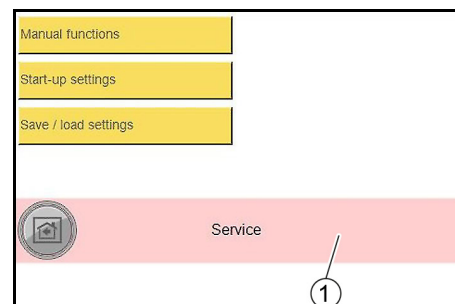 Manual functions
Start-up settings
Save / load settings
Service
1